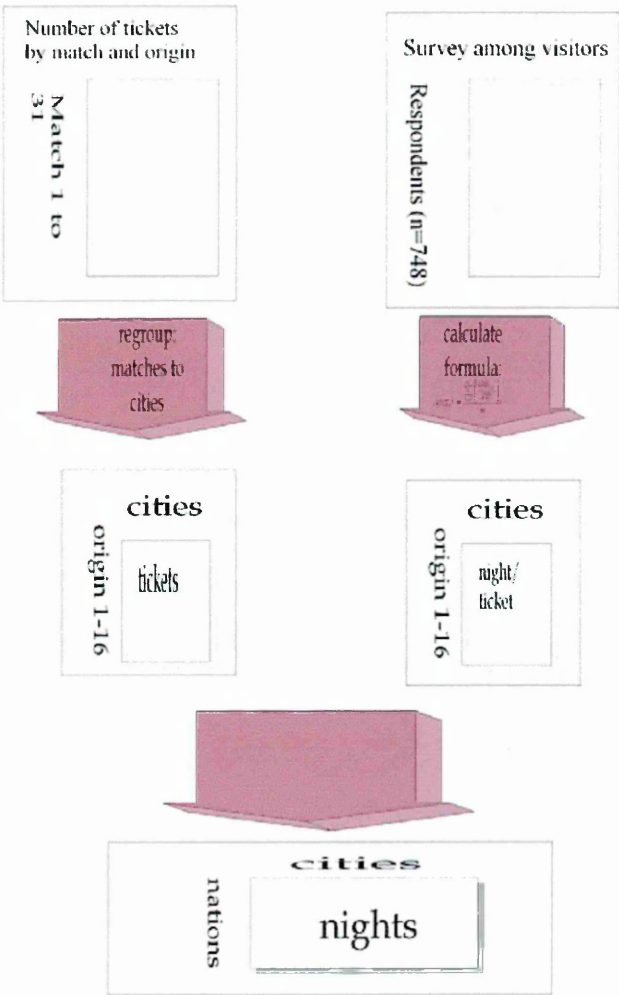 Number of tickets
by match and origin
Match 1 to
31
Survey among visitors
Respondents (n=748)
regroup:
matches to
cities
calculate
formula:
cities
origin 1-16
tickets
cities
origin 1-16
night/
ticket
cities
nations
nights